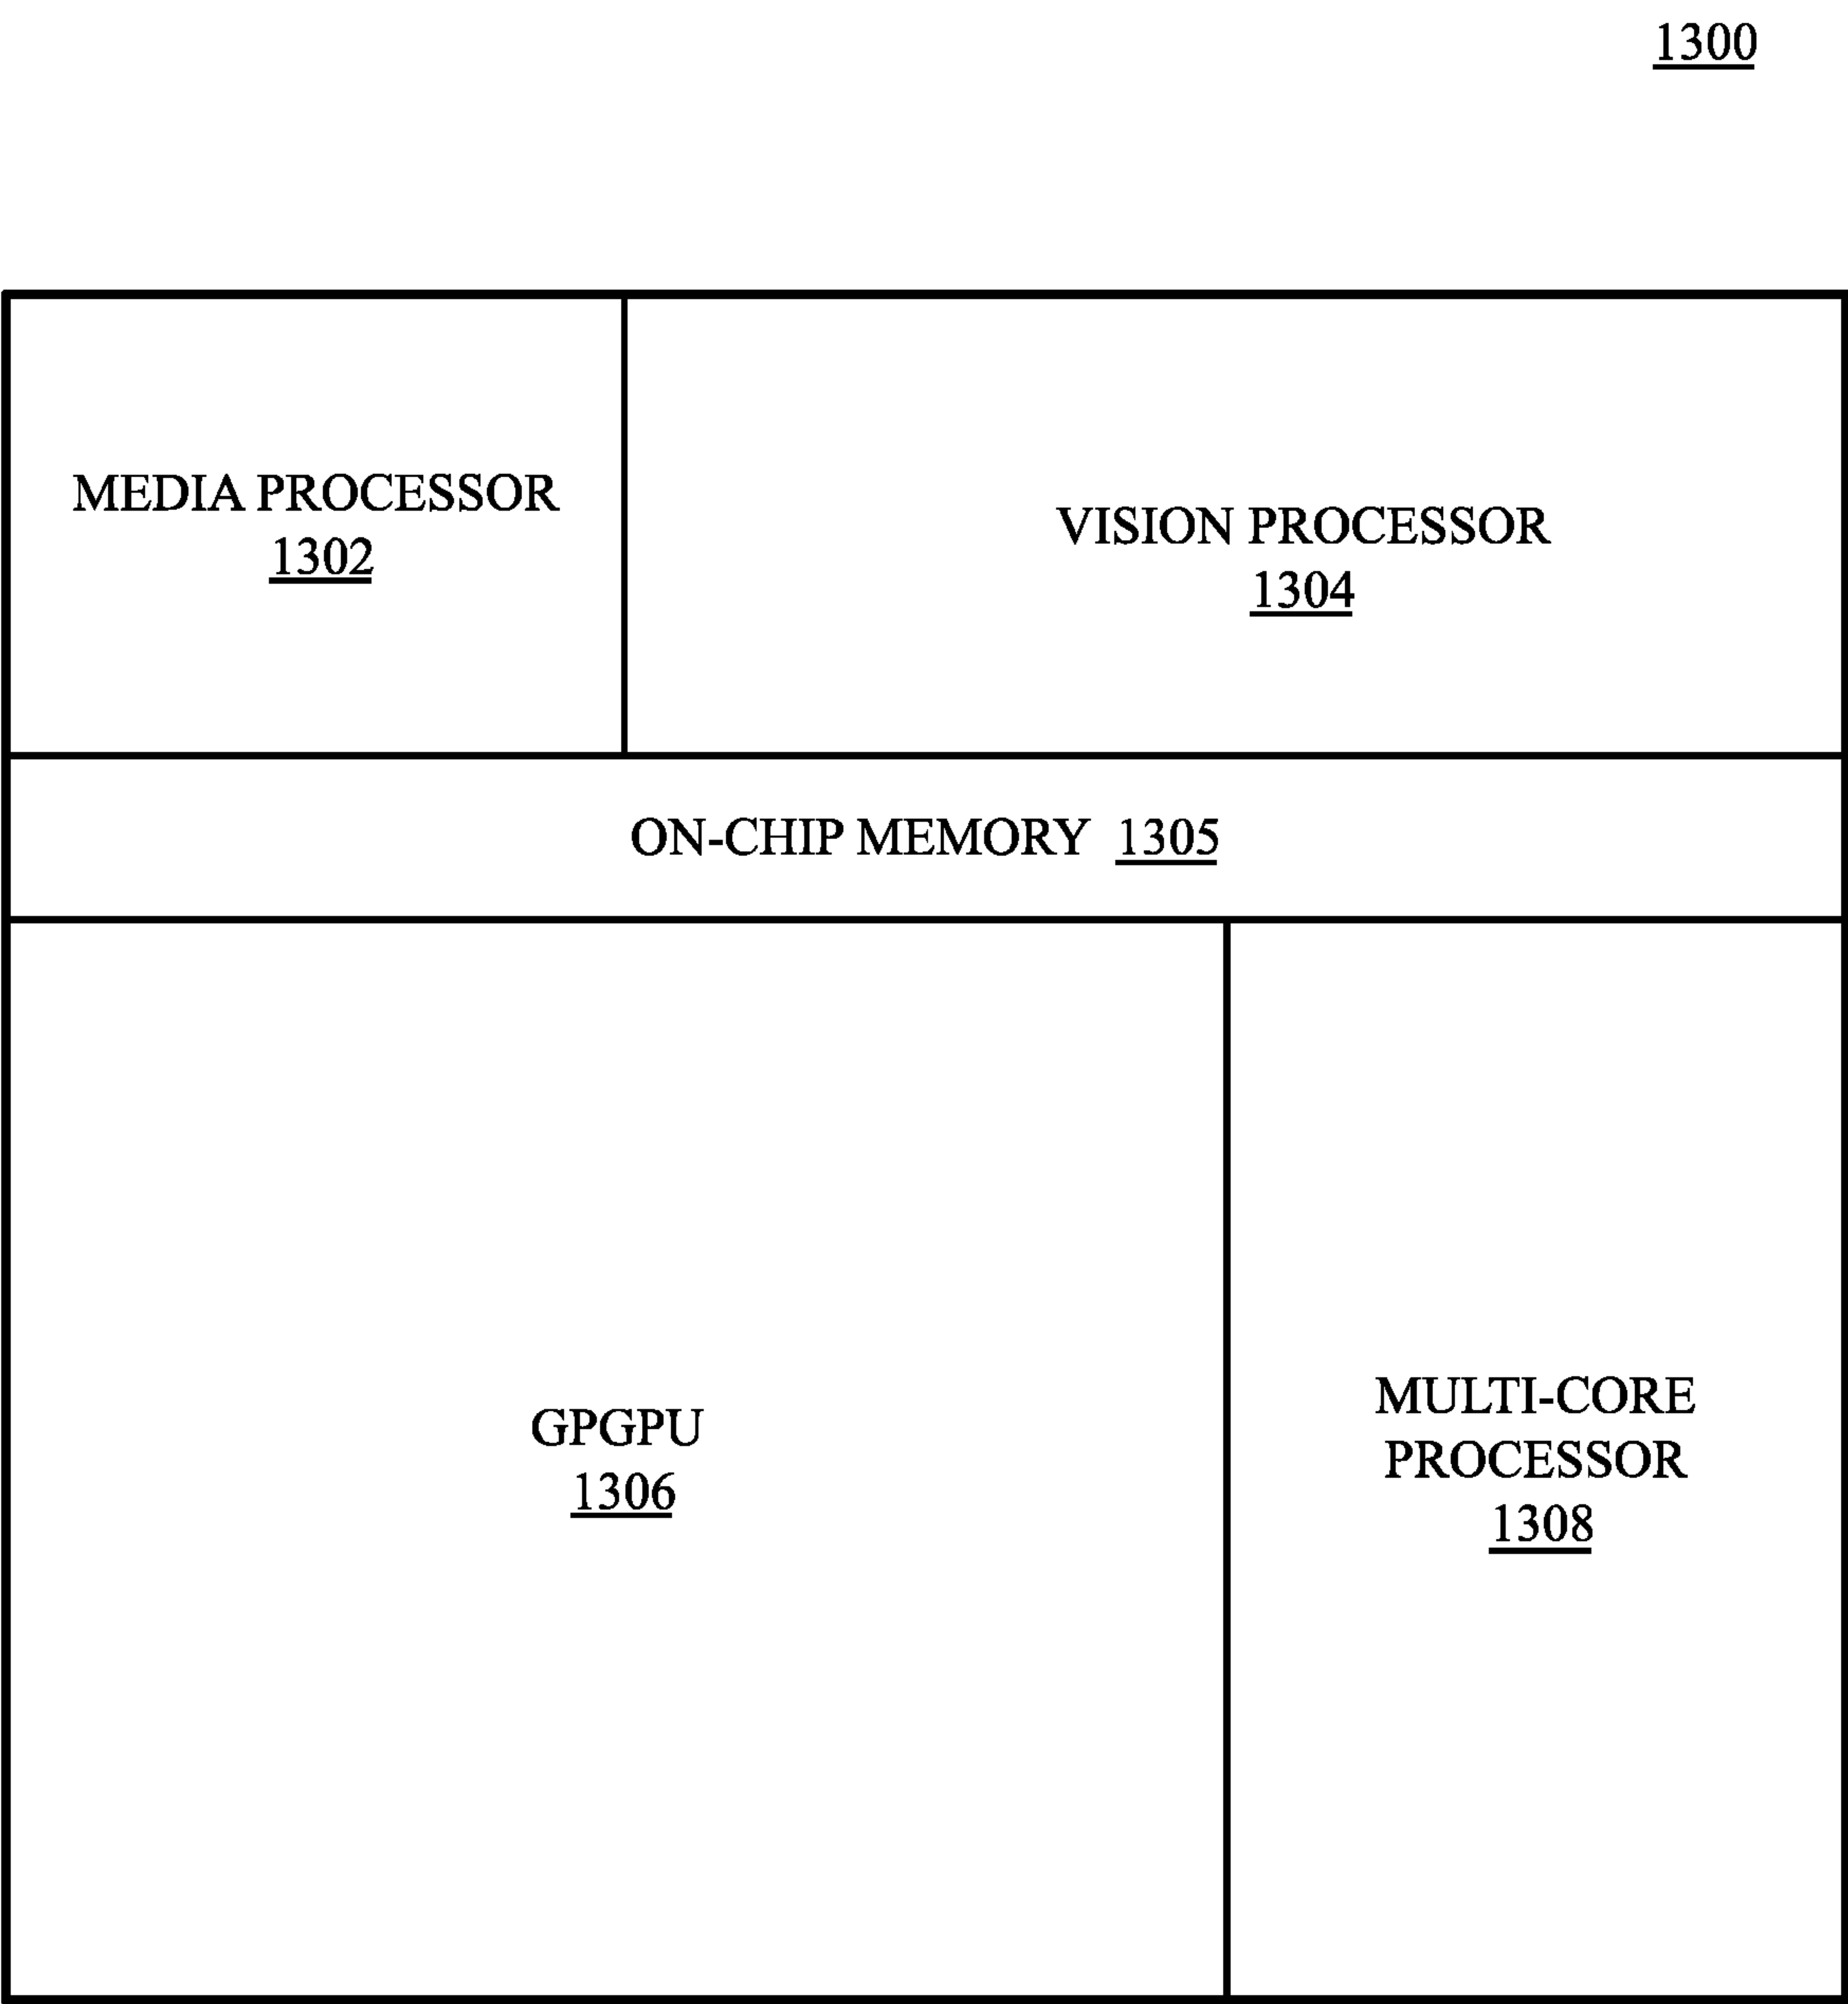 1300
MEDIA PROCESSOR
1302
VISION PROCESSOR
1304
ON-CHIP MEMORY 1305
GPGPU
1306
MULTI-CORE
PROCESSOR
1308